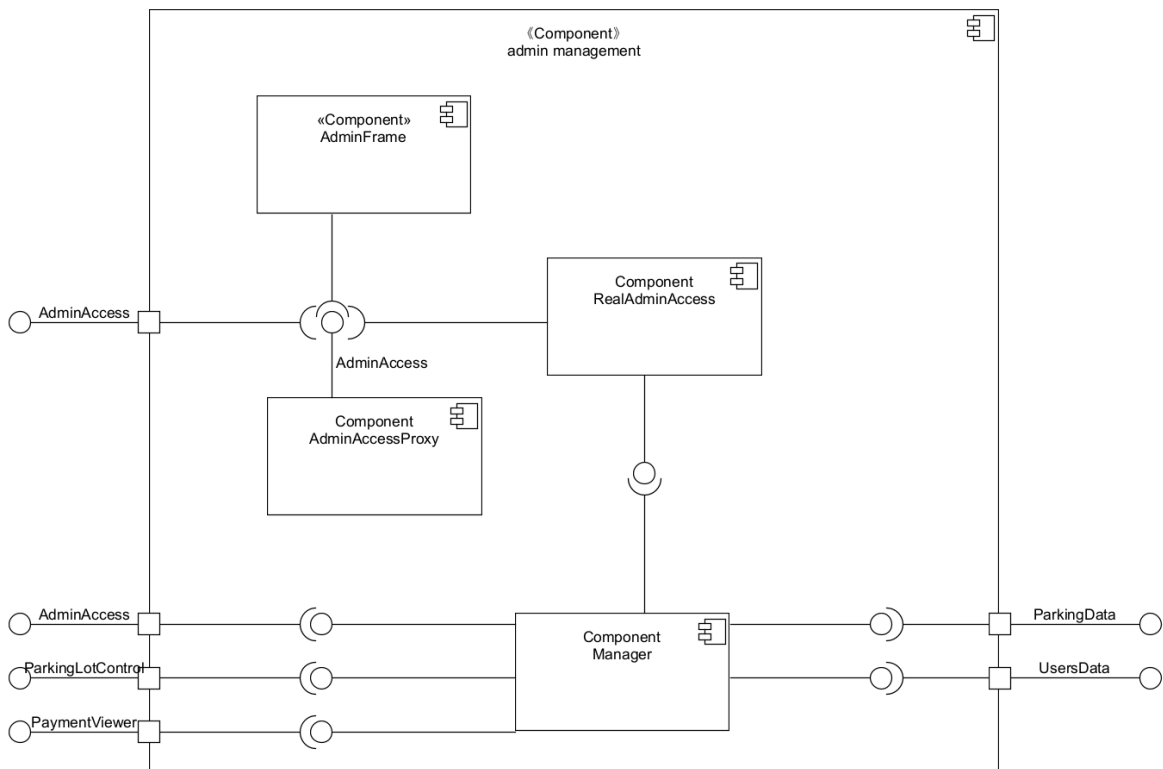 《Component》
admin management
«Component»
AdminFrame
Component
RealAdminAccess
AdminAccess
AdminAccess
Component
AdminAccessProxy
AdminAccess
Component
Manager
ParkingData
ParkingLotControl
UsersData
PaymentViewer